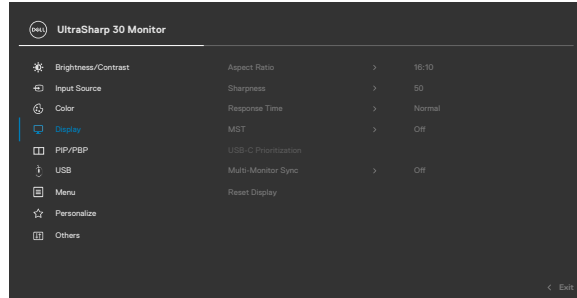 DELL UltraSharp 30 Monitor
Brightness/Contrast Aspect Ratio > 16:10
Input Source Sharpness > 50
Color Response Time > Normal
Display MST > Off
PIP/PBP USB-C Prioritization
USB Multi-Monitor Sync > Off
Menu Reset Display
Personalize
Others
< Exit